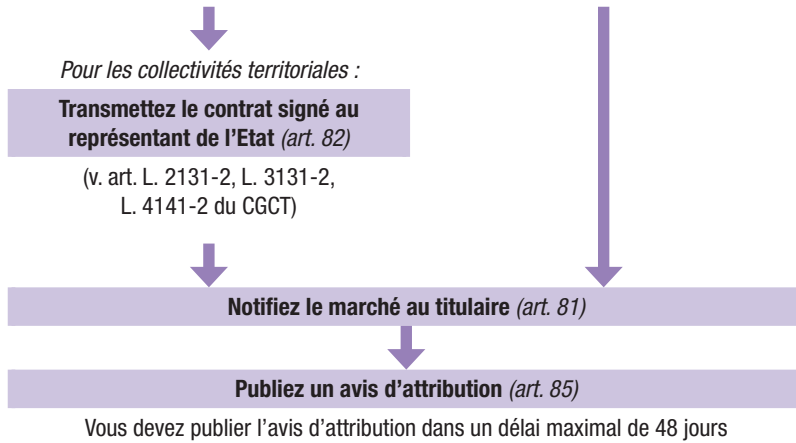 Pour les collectivités territoriales :
Transmettez le contrat signé au
représentant de l’Etat (art. 82)
(v. art. L. 2131-2, L. 3131-2,
L. 4141-2 du CGCT)
Notifiez le marché au titulaire (art. 81)
Publiez un avis d’attribution (art. 85)
Vous devez publier l’avis d’attribution dans un délai maximal de 48 jours